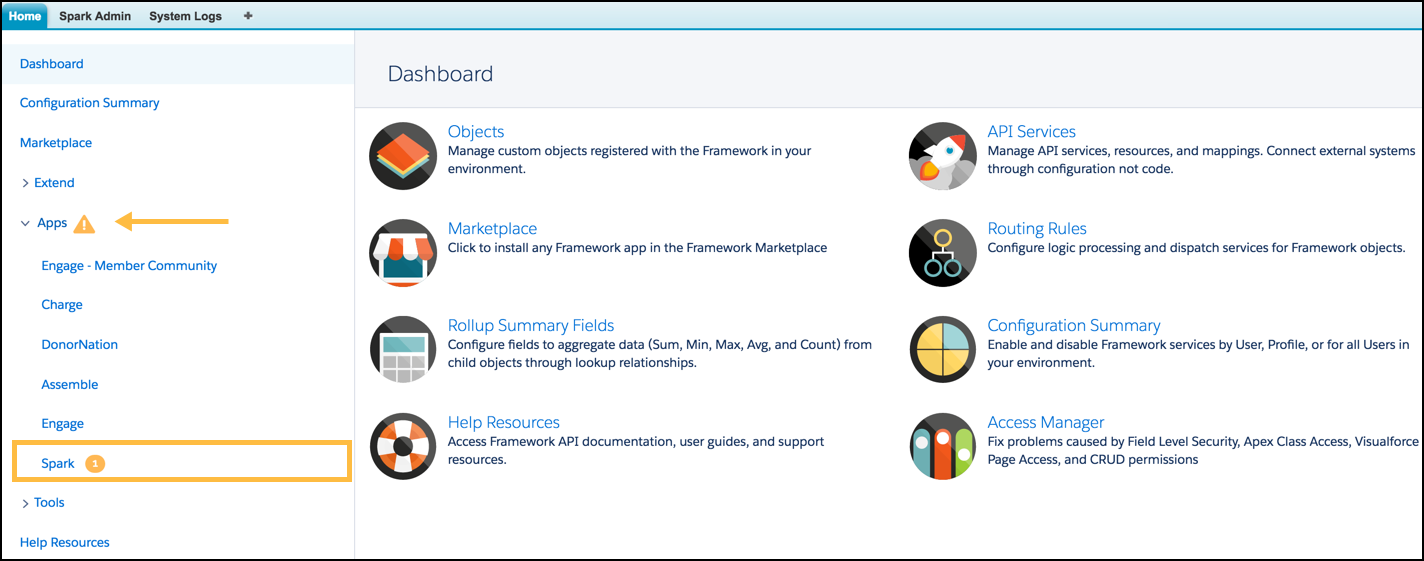 Home Spark Admin System Logs +
Dashboard
Configuration Summary
Marketplace
Extend
Apps
Engage - Member Community
Charge
DonorNation
Assemble
Engage
Spark 1
Tools
Help Resources
Dashboard
Objects
Manage custom objects registered with the Framework in your
environment.
API Services
Manage API services, resources, and mappings. Connect external systems
through configuration not code.
Marketplace
Click to install any Framework app in the Framework Marketplace
Routing Rules
Configure logic processing and dispatch services for Framework objects.
Rollup Summary Fields
Configure fields to aggregate data (Sum, Min, Max, Avg, and Count) from
child objects through lookup relationships.
Configuration Summary
Enable and disable Framework services by User, Profile, or for all Users in
your environment.
Help Resources
Access Framework API documentation, user guides, and support
resources.
Access Manager
Fix problems caused by Field Level Security, Apex Class Access, Visualforce
Page Access, and CRUD permissions